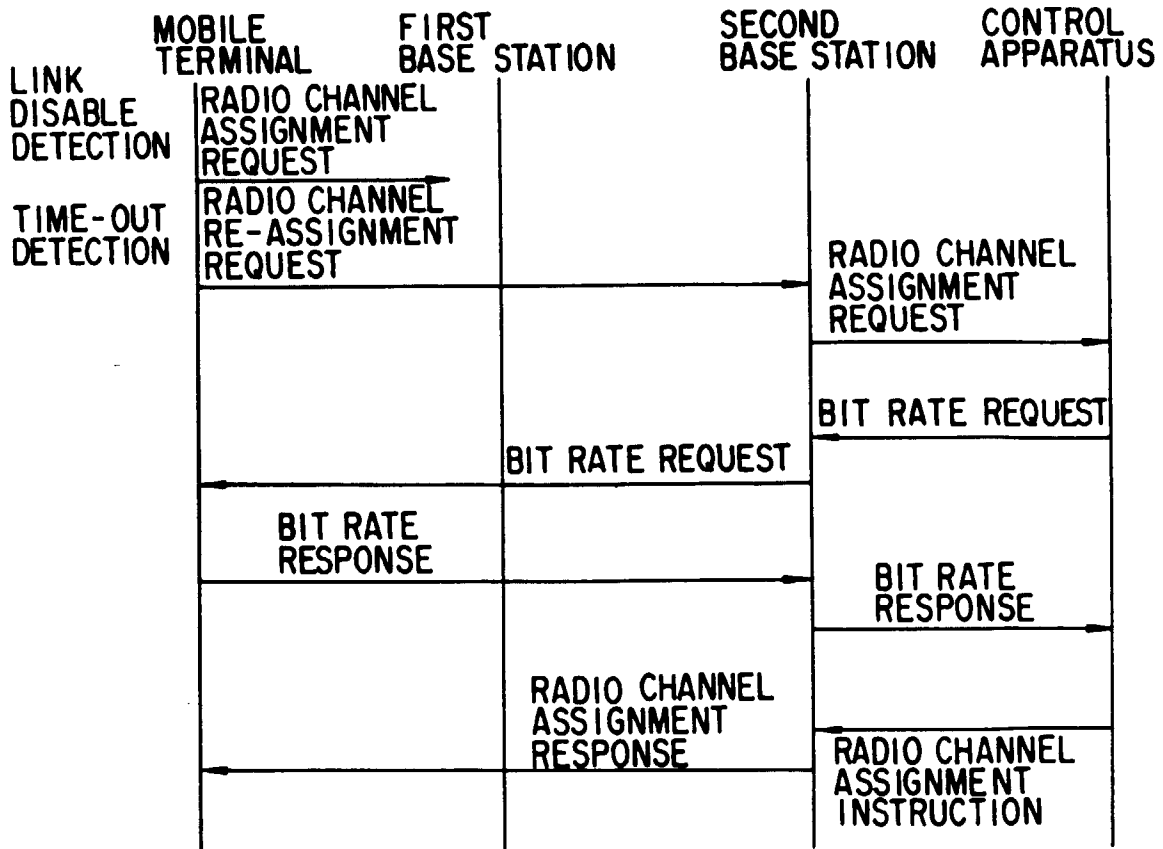 MOBILE
TERMINAL
FIRST
BASE STATION
SECOND
BASE STATION
CONTROL
APPARATUS
LINK
DISABLE
DETECTION
RADIO CHANNEL
ASSIGNMENT
REQUEST
TIME-OUT
DETECTION
RADIO CHANNEL
RE-ASSIGNMENT
REQUEST
RADIO CHANNEL
ASSIGNMENT
REQUEST
BIT RATE REQUEST
BIT RATE REQUEST
BIT RATE
RESPONSE
BIT RATE
RESPONSE
RADIO CHANNEL
ASSIGNMENT
RESPONSE
RADIO CHANNEL
ASSIGNMENT
INSTRUCTION